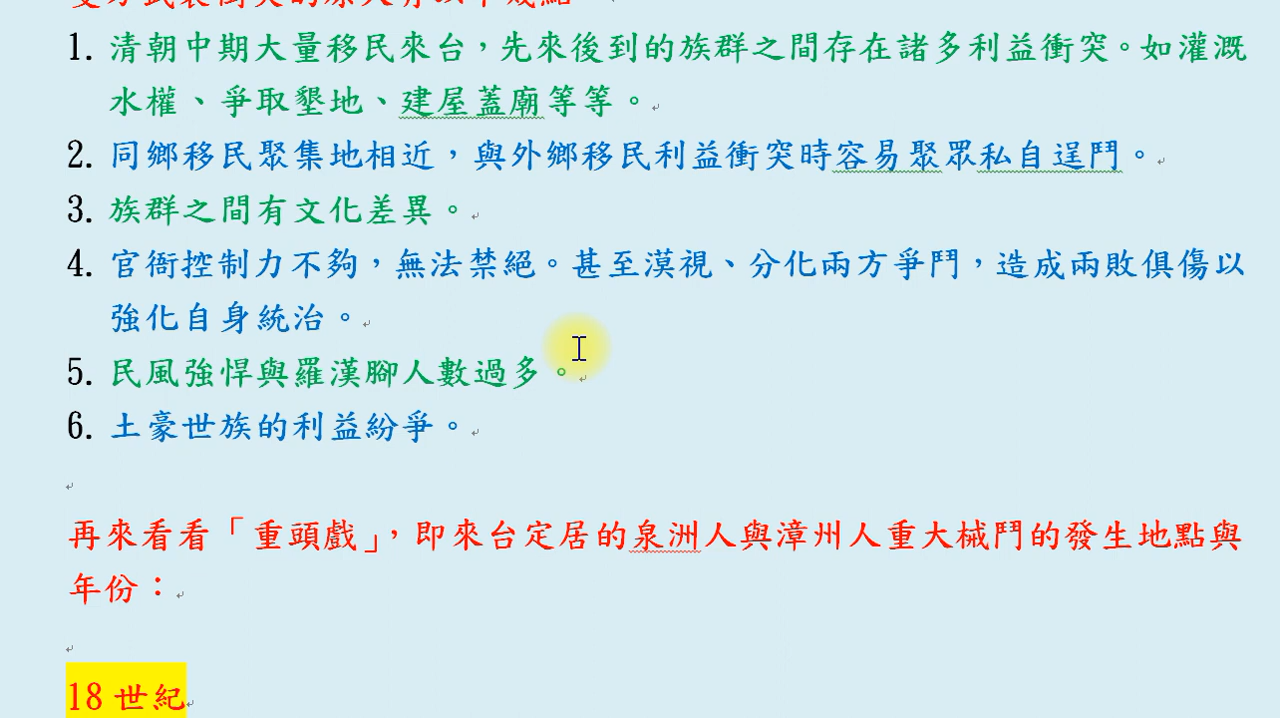 1. 清朝中期大量移民來台，先來後到的族群之間存在諸多利益衝突。如灌溉
水權、爭取墾地、建屋蓋廟等等。
2. 同鄉移民聚集地相近，與外鄉移民利益衝突時容易聚眾私自逞鬥。
3. 族群之間有文化差異。
4. 官衙控制力不夠，無法禁絕。甚至漠視、分化兩方爭鬥，造成兩敗俱傷以
強化自身統治。
5. 民風強悍與羅漢腳人數過多。
6. 土豪世族的利益紛爭。
再來看看「重頭戲」，即來台定居的泉洲人與漳州人重大械鬥的發生地點與
年份：
18 世紀